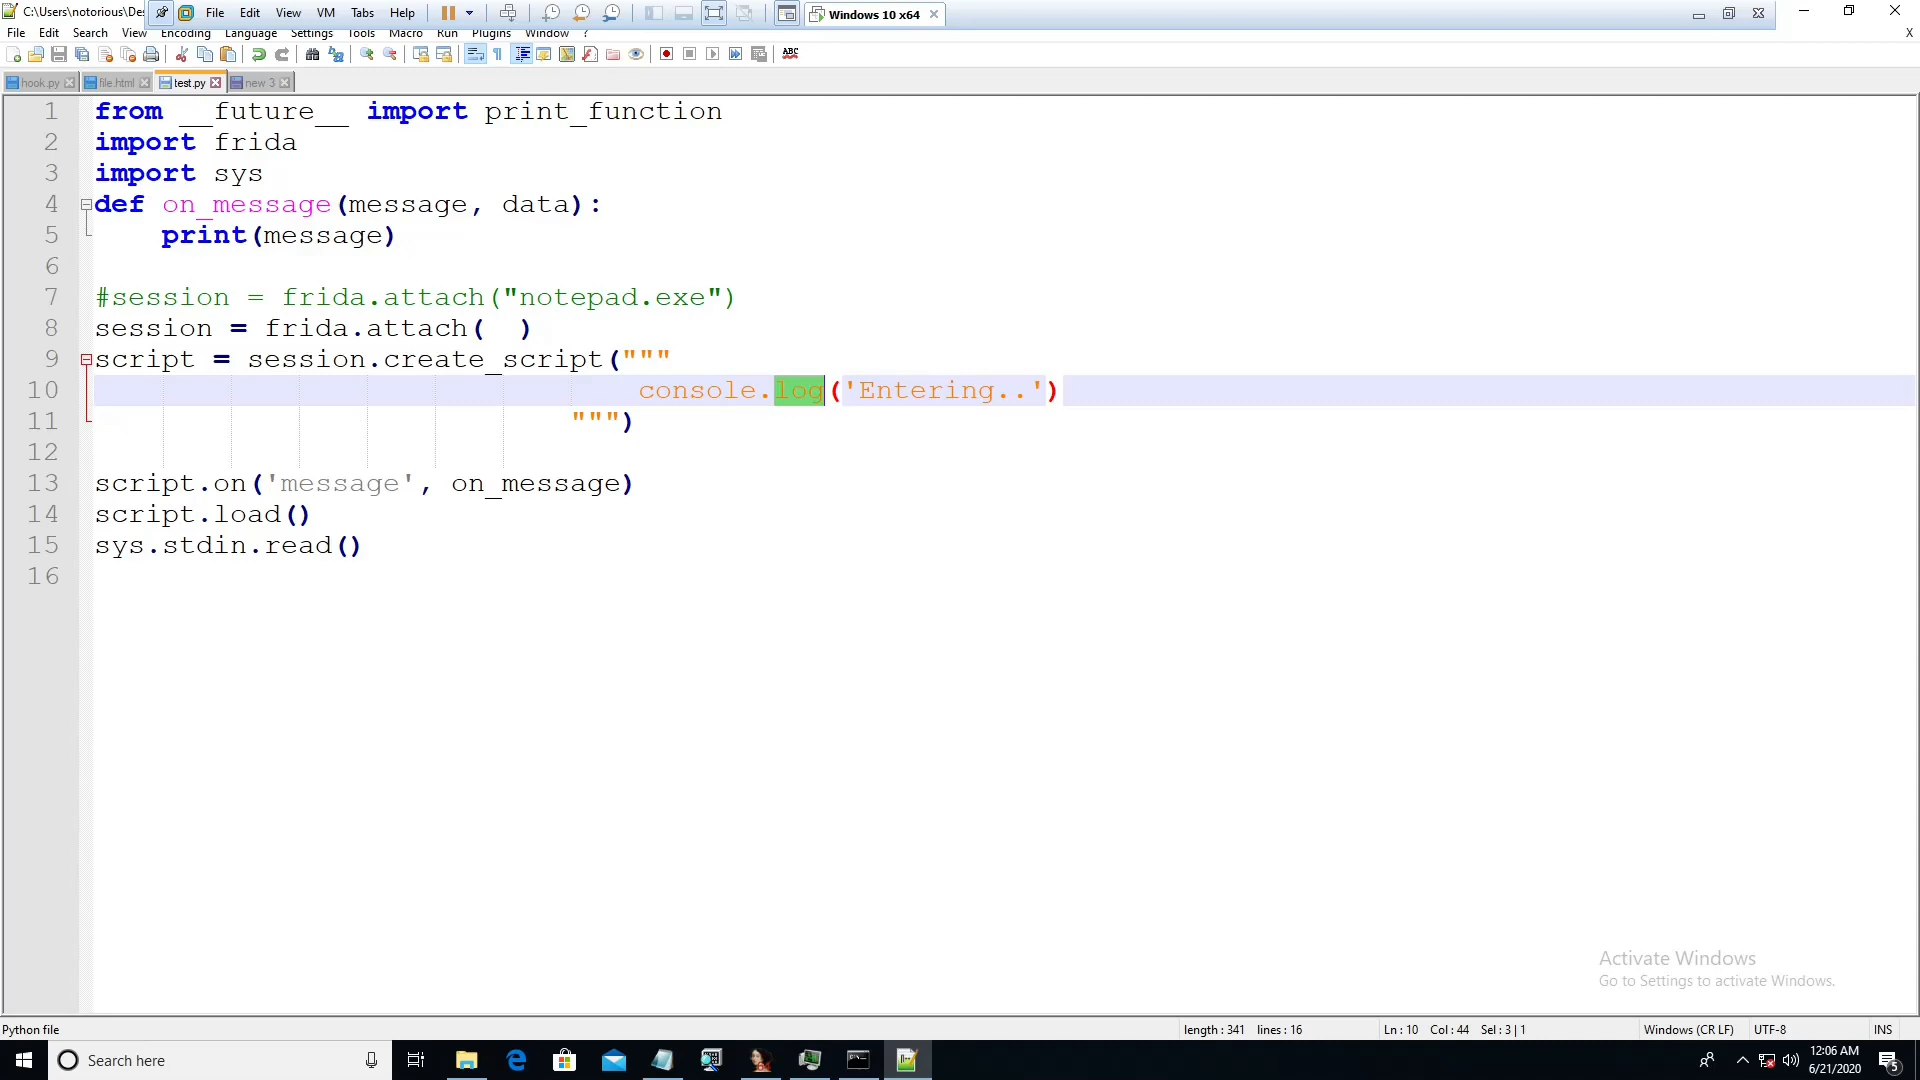 C:\Users\notorious\Des File Edit View VM Tabs Help Windows 10 x64
File Edit Search View Encoding Language Settings Tools Macro Run Plugins Window ? X
ABC
hook.py file.html test.py new 3
1 from __future__ import print_function
2 import frida
3 import sys
4 def on_message(message, data):
5 print(message)
6
7 #session = frida.attach("notepad.exe")
8 session = frida.attach(  )
9 script = session.create_script("""
10 console.log('Entering..')
11 """)
12
13 script.on('message', on_message)
14 script.load()
15 sys.stdin.read()
16
Activate Windows
Go to Settings to activate Windows.
Python file length : 341 lines : 16 Ln : 10 Col : 44 Sel : 3 | 1 Windows (CR LF) UTF-8 INS
Search here 12:06 AM
6/21/2020 5